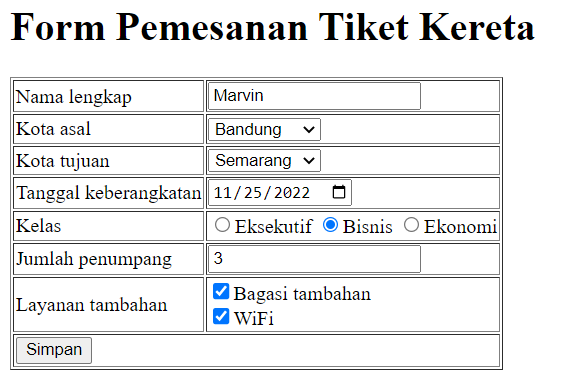 Form Pemesanan Tiket Kereta
Nama lengkap Marvin
Kota asal Bandung
Kota tujuan Semarang
Tanggal keberangkatan 11/25/2022
Kelas Eksekutif Bisnis Ekonomi
Jumlah penumpang 3
Layanan tambahan Bagasi tambahan
WiFi
Simpan